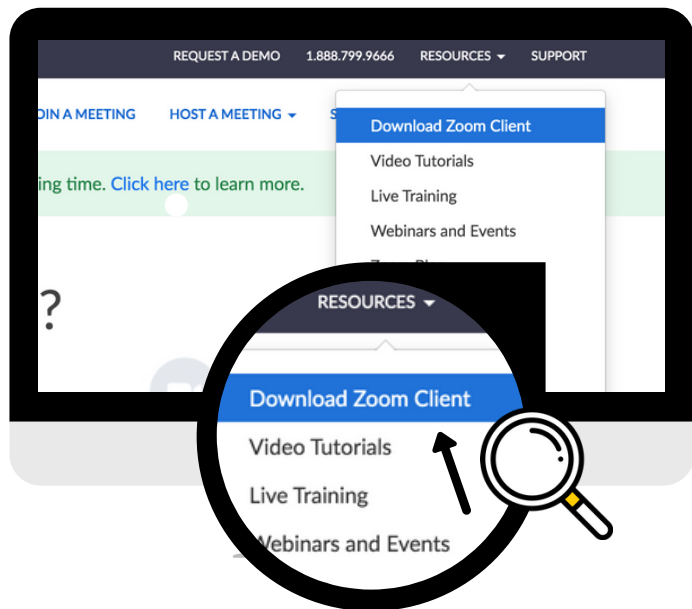 REQUEST A DEMO 1.888.799.9666 RESOURCES SUPPORT
A MEETING HOST A MEETING
Download Zoom Client
ing time. Click here to learn more.
Video Tutorials
Live Training
Webinars and Events
?
RESOURCES
Download Zoom Client
Video Tutorials
Live Training
Webinars and Events